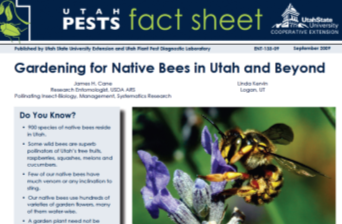 UTAH
PESTS fact sheet
UtahState
University
COOPERATIVE EXTENSION
Published by Utah State University Extension and Utah Plant Pest Diagnostic Laboratory
ENT-133-09
September 2009
Gardening for Native Bees in Utah and Beyond
James H. Cane
Research Entomologist, USDA ARS
Pollinating Insect-Biology, Management, Systematics Research
Linda Kervin
Logan, UT
Do You Know?
• 900 species of native bees reside
in Utah.
• Some wild bees are superb
pollinators of Utah's tree fruits,
raspberries, squashes, melons and
cucumbers.
• Few of our native bees have
much venom or any inclination to
sting.
• Our native bees use hundreds of
varieties of garden flowers, many
of them water-wise.
• A garden plant need not be